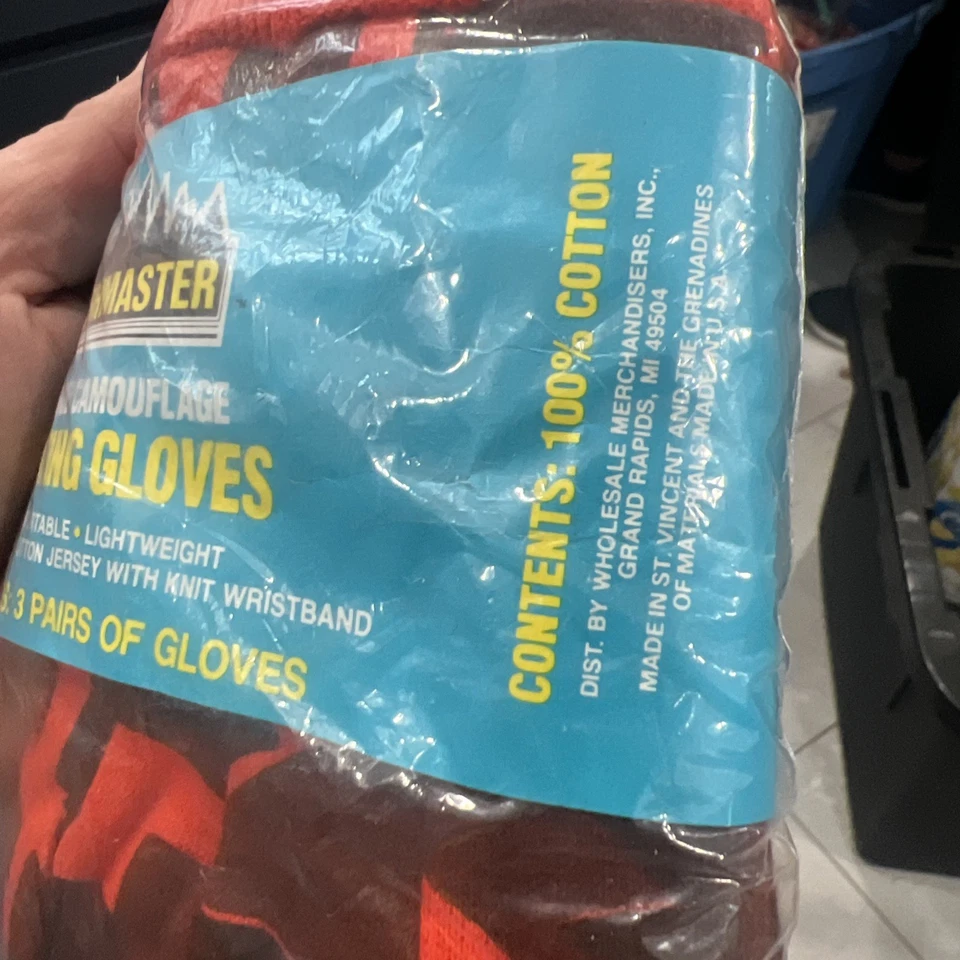 MASTER
CAMOUFLAGE
GLOVES
LIGHTWEIGHT
JERSEY WITH KNIT WRISTBAND
3 PAIRS OF GLOVES
CONTENTS: 100% COTTON
DIST. BY WHOLESALE MERCHANDISERS, INC.,
GRAND RAPIDS, MI 49504
MADE IN ST. VINCENT AND THE GRENADINES
OF MATERIALS MADE IN U.S.A.